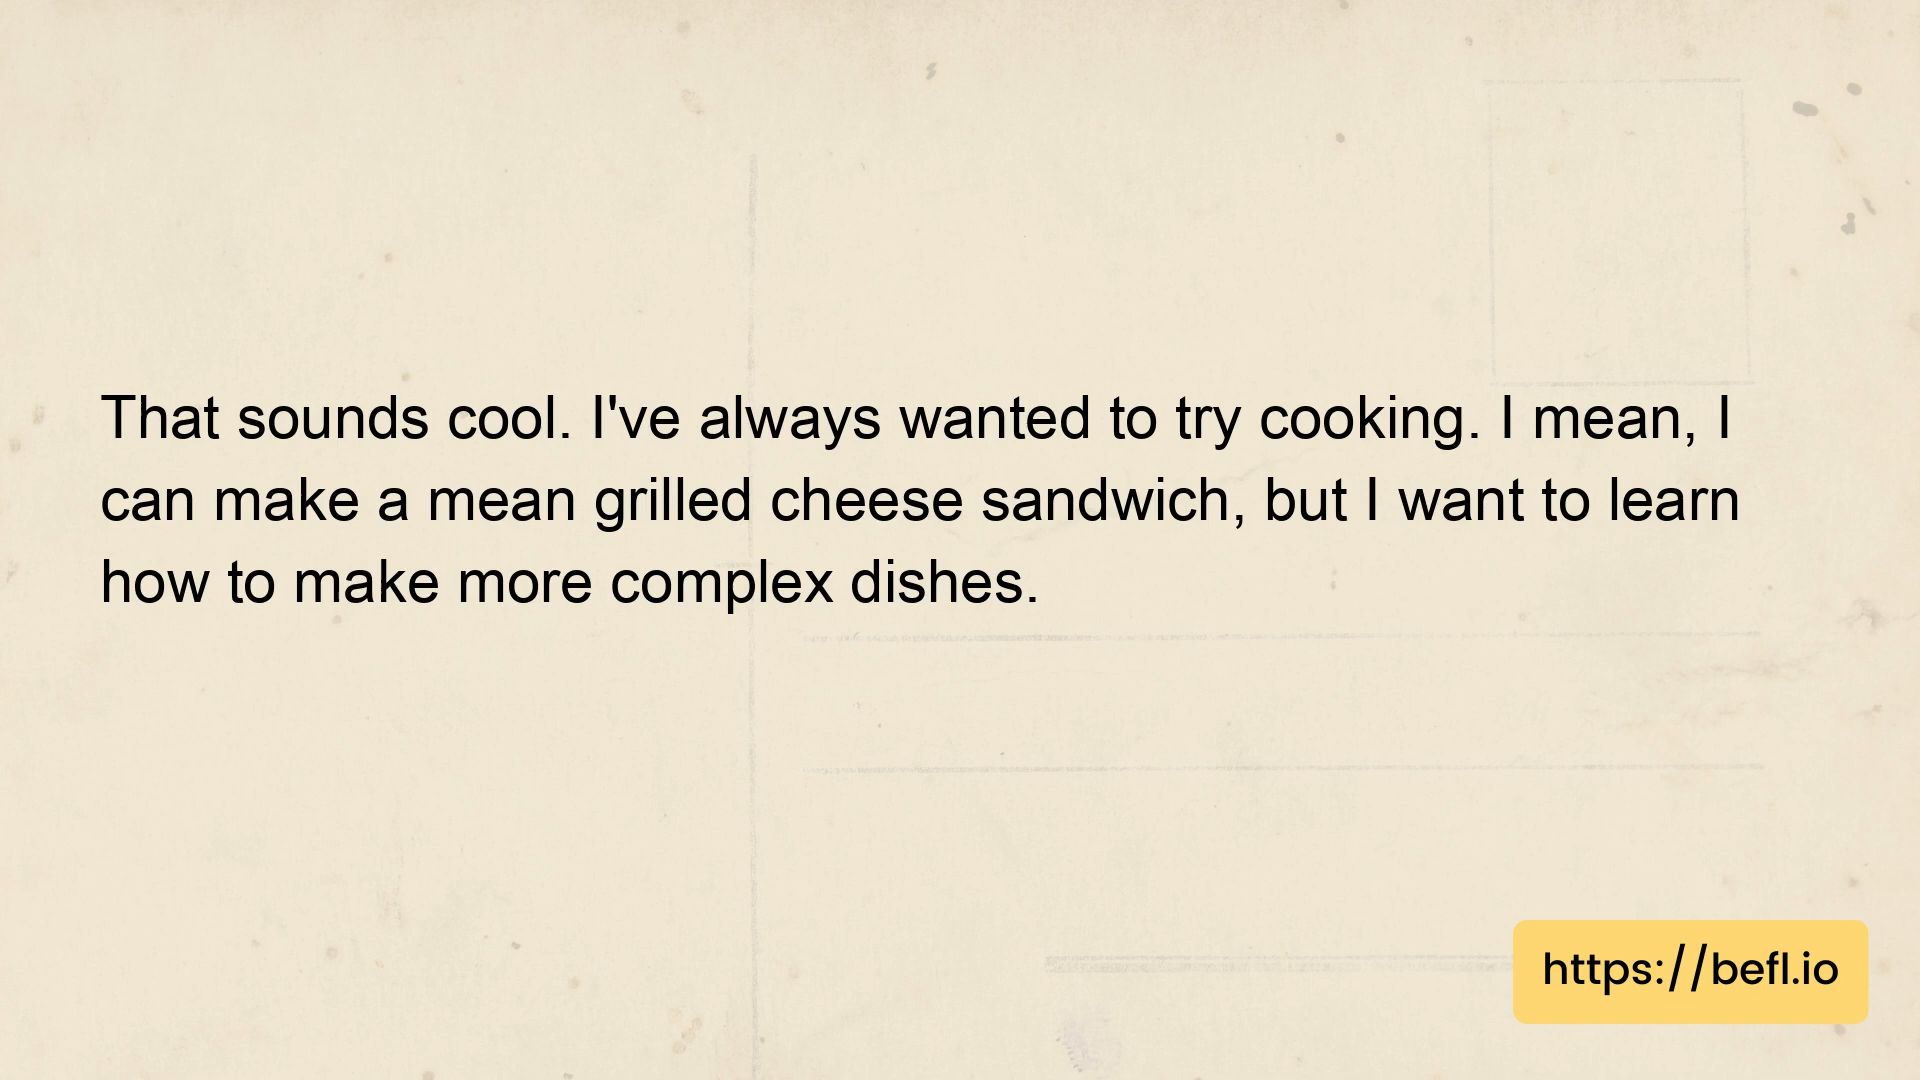 That sounds cool. I've always wanted to try cooking. I mean, I
can make a mean grilled cheese sandwich, but I want to learn
how to make more complex dishes.
https://befl.io